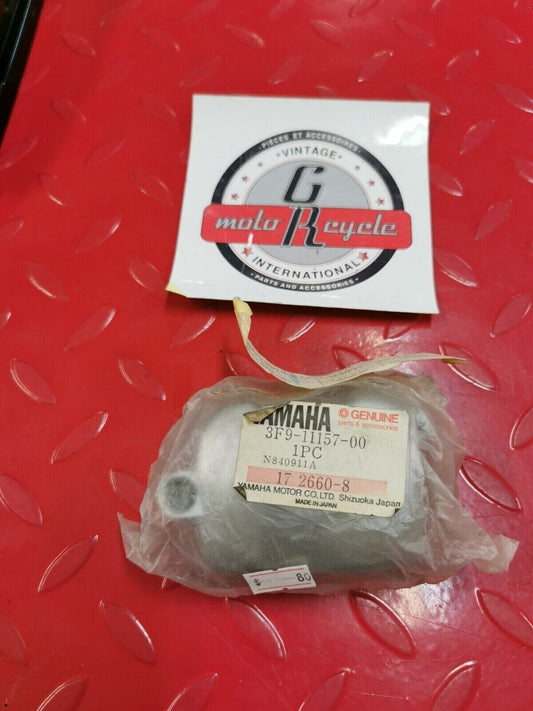 PIÈCES ET ACCESSOIRES
VINTAGE
GR
moto cycle
INTERNATIONAL
PARTS AND ACCESSORIES
YAMAHA
GENUINE
parts & accessories
3F9-11157-00
1PC
N840911A
17 2660-8
YAMAHA MOTOR CO., LTD. Shizuoka Japan
MADE IN JAPAN
$ 80